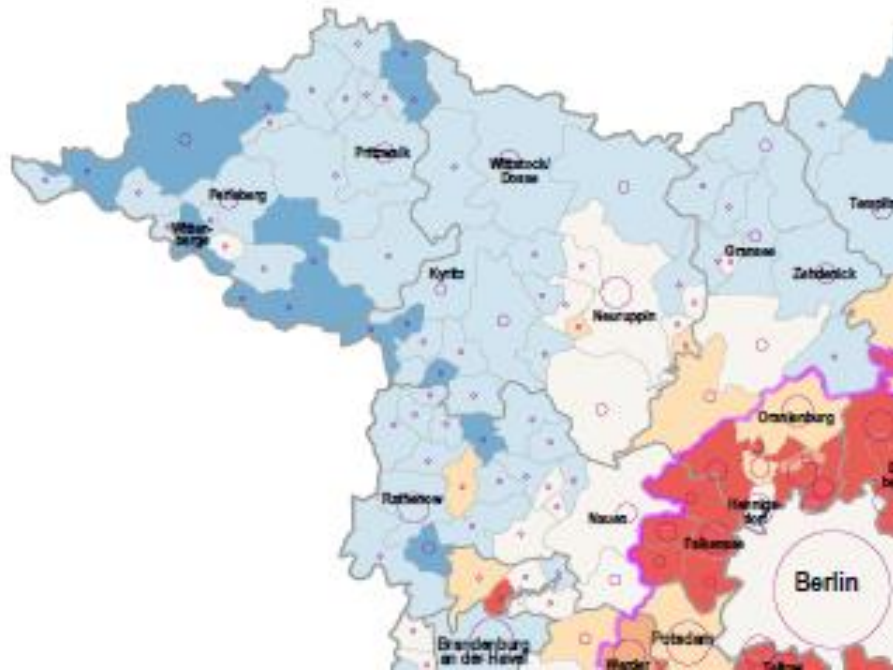 Pritzwalk
Wittstock/
Dosse
Perleberg
Witten-
berge
Templin
Gransee
Kyritz
Zehdenick
Neuruppin
Oranienburg
Rathenow
Nauen
Hennigs-
dorf
Falkensee
Berlin
Brandenburg
an der Havel
Potsdam
Werder